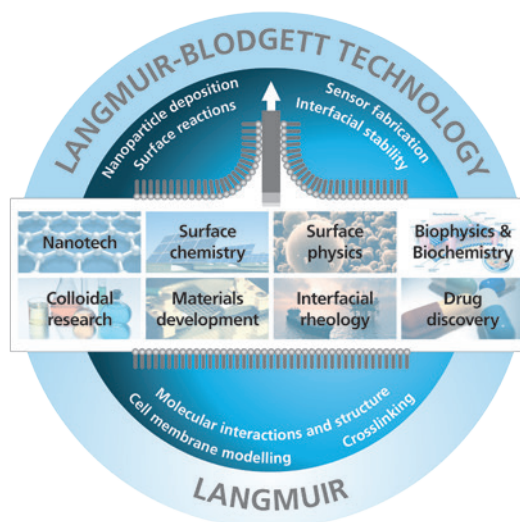 LANGMUIR-BLODGETT TECHNOLOGY
Nanoparticle deposition
Surface reactions
Sensor fabrication
Interfacial stability
Nanotech
Surface
chemistry
Surface
physics
Biophysics &
Biochemistry
Colloidal
research
Materials
development
Interfacial
rheology
Drug
discovery
Molecular interactions and structure
Cell membrane modelling
Crosslinking
LANGMUIR